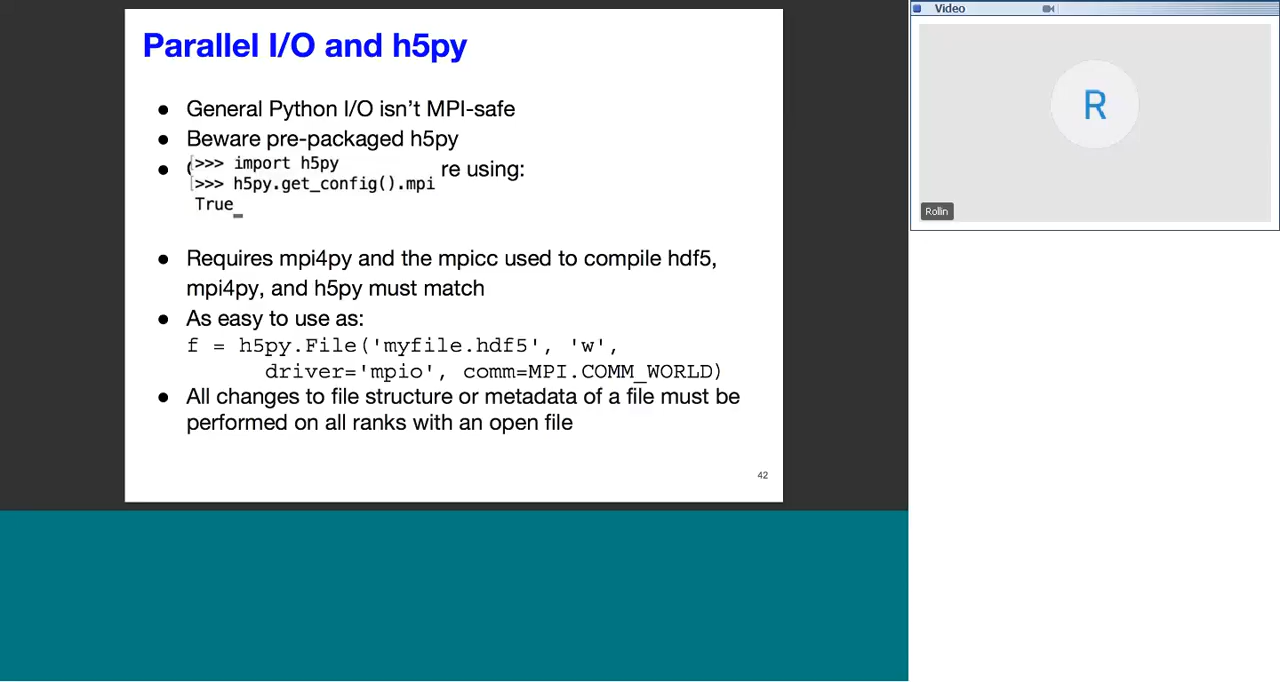 Parallel I/O and h5py
● General Python I/O isn't MPI-safe
● Beware pre-packaged h5py
● re using:
>>> import h5py
>>> h5py.get_config().mpi
True_
● Requires mpi4py and the mpicc used to compile hdf5,
mpi4py, and h5py must match
● As easy to use as:
f = h5py.File('myfile.hdf5', 'w',
driver='mpio', comm=MPI.COMM_WORLD)
● All changes to file structure or metadata of a file must be
performed on all ranks with an open file
42
Video
R
Rolin